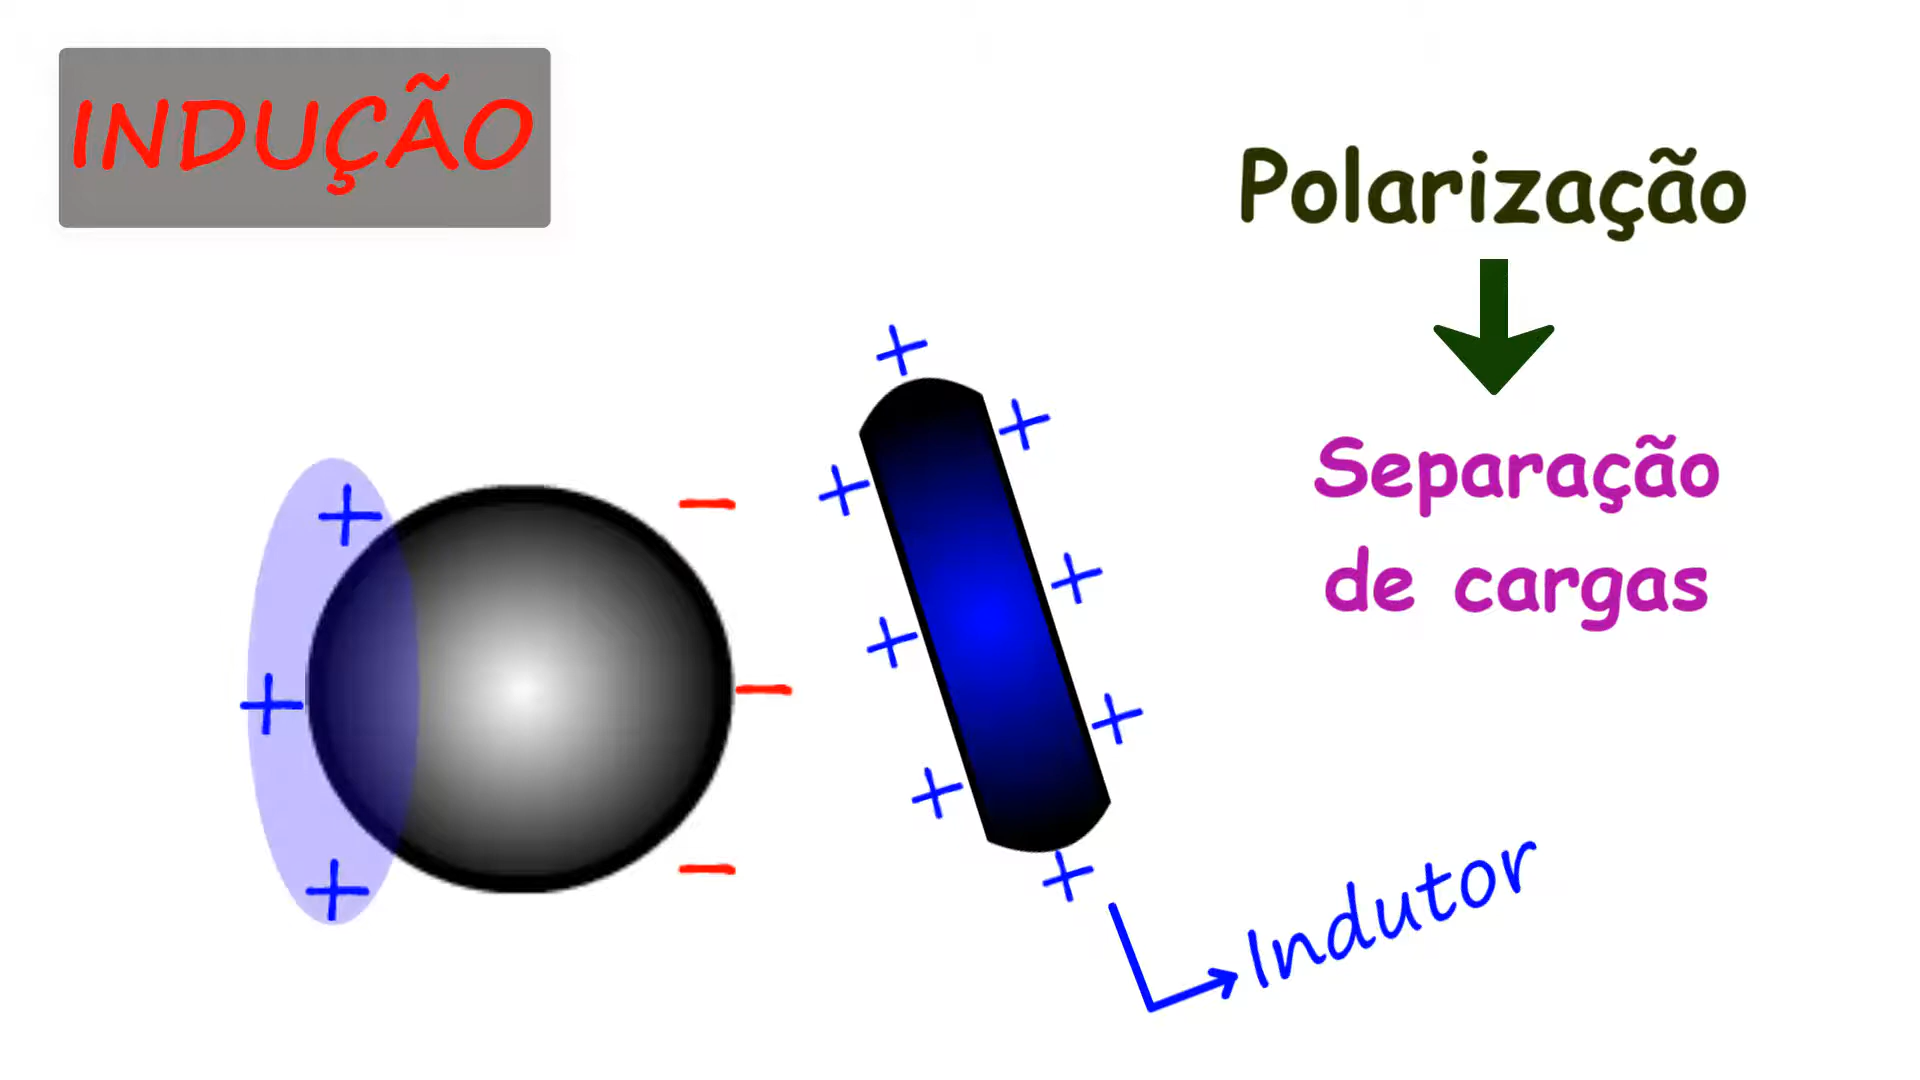 INDUÇÃO
Polarização
Separação
de cargas
+
+
+
+
+
+
+
+
+
+
+
−
−
−
Indutor